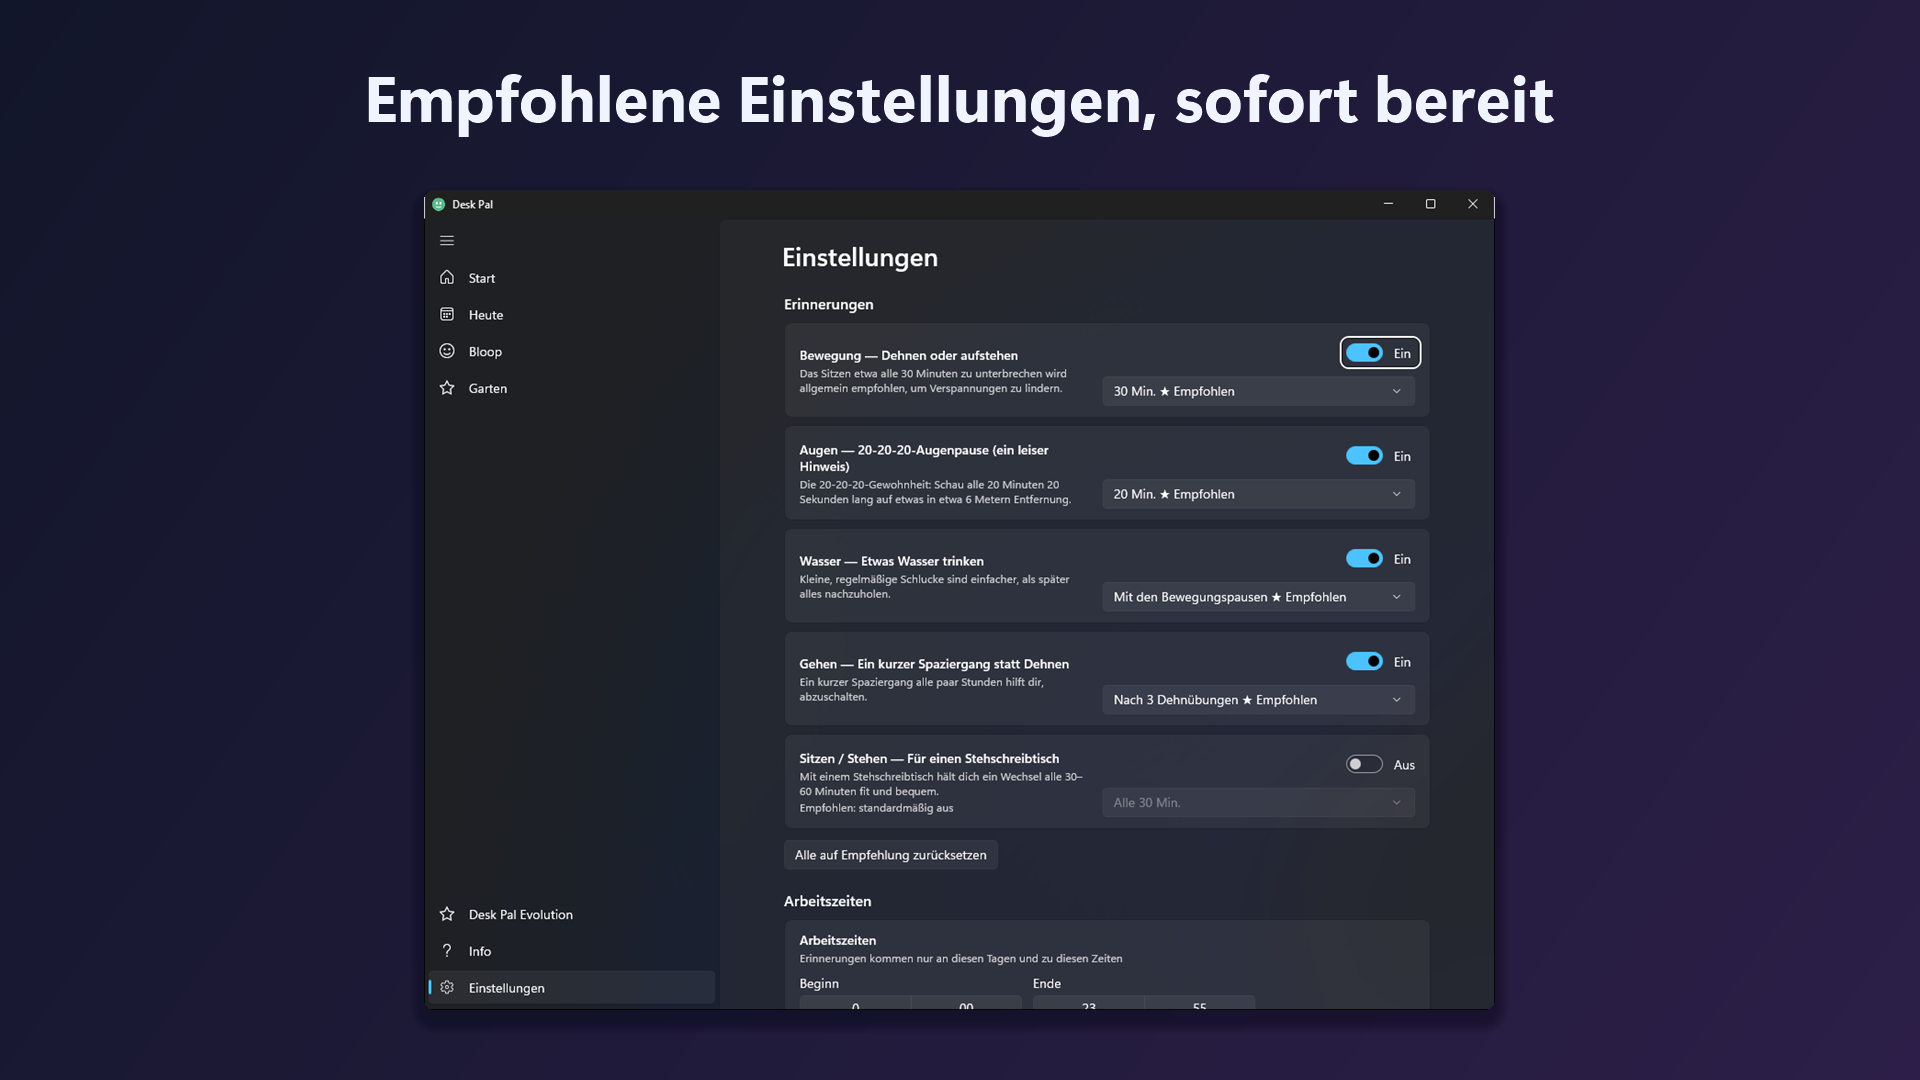 Empfohlene Einstellungen, sofort bereit
Desk Pal
Start
Heute
Bloop
Garten
Desk Pal Evolution
Info
Einstellungen
Einstellungen
Erinnerungen
Bewegung — Dehnen oder aufstehen
Das Sitzen etwa alle 30 Minuten zu unterbrechen wird
allgemein empfohlen, um Verspannungen zu lindern.
Ein
30 Min. ★ Empfohlen
Augen — 20-20-20-Augenpause (ein leiser
Hinweis)
Die 20-20-20-Gewohnheit: Schau alle 20 Minuten 20
Sekunden lang auf etwas in etwa 6 Metern Entfernung.
Ein
20 Min. ★ Empfohlen
Wasser — Etwas Wasser trinken
Kleine, regelmäßige Schlucke sind einfacher, als später
alles nachzuholen.
Ein
Mit den Bewegungspausen ★ Empfohlen
Gehen — Ein kurzer Spaziergang statt Dehnen
Ein kurzer Spaziergang alle paar Stunden hilft dir,
abzuschalten.
Ein
Nach 3 Dehnübungen ★ Empfohlen
Sitzen / Stehen — Für einen Stehschreibtisch
Mit einem Stehschreibtisch hält dich ein Wechsel alle 30–
60 Minuten fit und bequem.
Empfohlen: standardmäßig aus
Aus
Alle 30 Min.
Alle auf Empfehlung zurücksetzen
Arbeitszeiten
Arbeitszeiten
Erinnerungen kommen nur an diesen Tagen und zu diesen Zeiten
Beginn
Ende
0 00 23 55